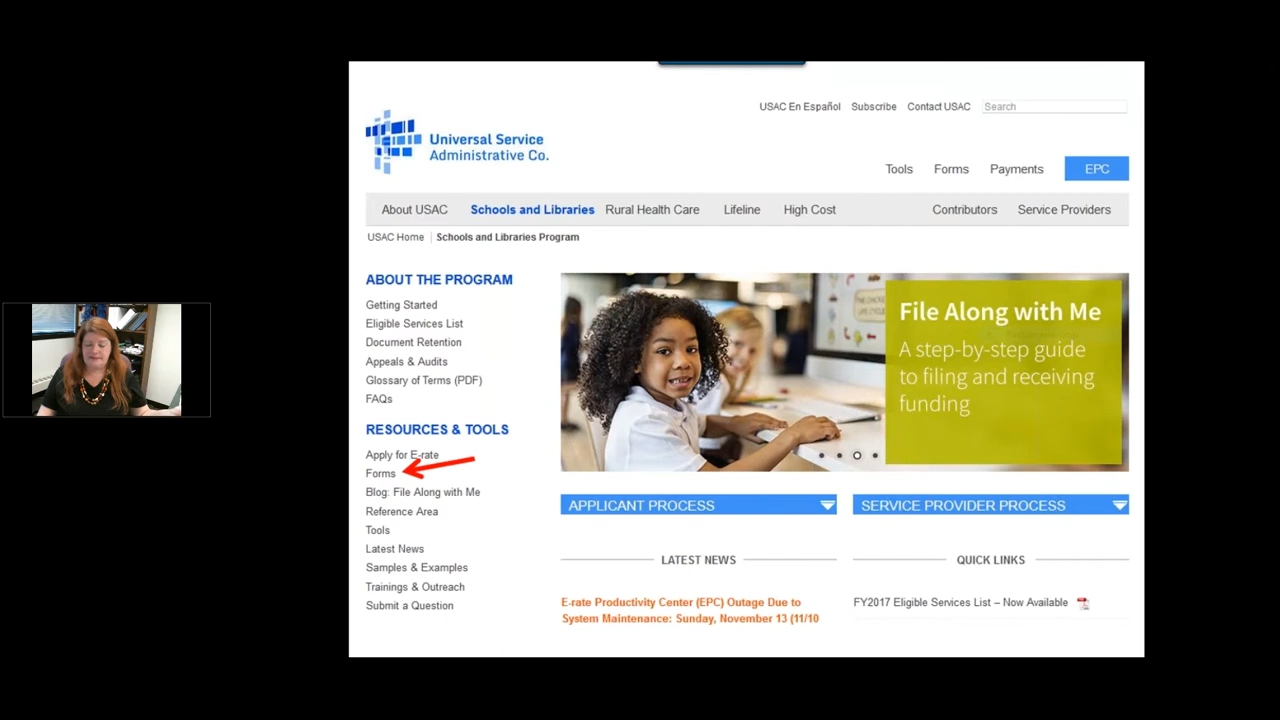 USAC En Español Subscribe Contact USAC Search
Universal Service
Administrative Co.
Tools Forms Payments EPC
About USAC Schools and Libraries Rural Health Care Lifeline High Cost Contributors Service Providers
USAC Home Schools and Libraries Program
ABOUT THE PROGRAM
Getting Started
Eligible Services List
Document Retention
Appeals & Audits
Glossary of Terms (PDF)
FAQs
RESOURCES & TOOLS
Apply for E-rate
Forms
Blog: File Along with Me
Reference Area
Tools
Latest News
Samples & Examples
Trainings & Outreach
Submit a Question
File Along with Me
A step-by-step guide
to filing and receiving
funding
APPLICANT PROCESS
SERVICE PROVIDER PROCESS
LATEST NEWS
E-rate Productivity Center (EPC) Outage Due to
System Maintenance: Sunday, November 13 (11/10
QUICK LINKS
FY2017 Eligible Services List – Now Available